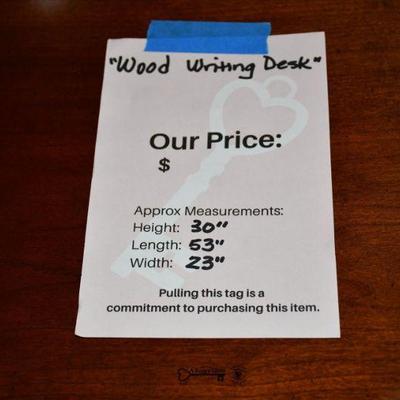 "Wood Writing Desk"
Our Price:
$
Approx Measurements:
Height: 30"
Length: 53"
Width: 23"
Pulling this tag is a
commitment to purchasing this item.